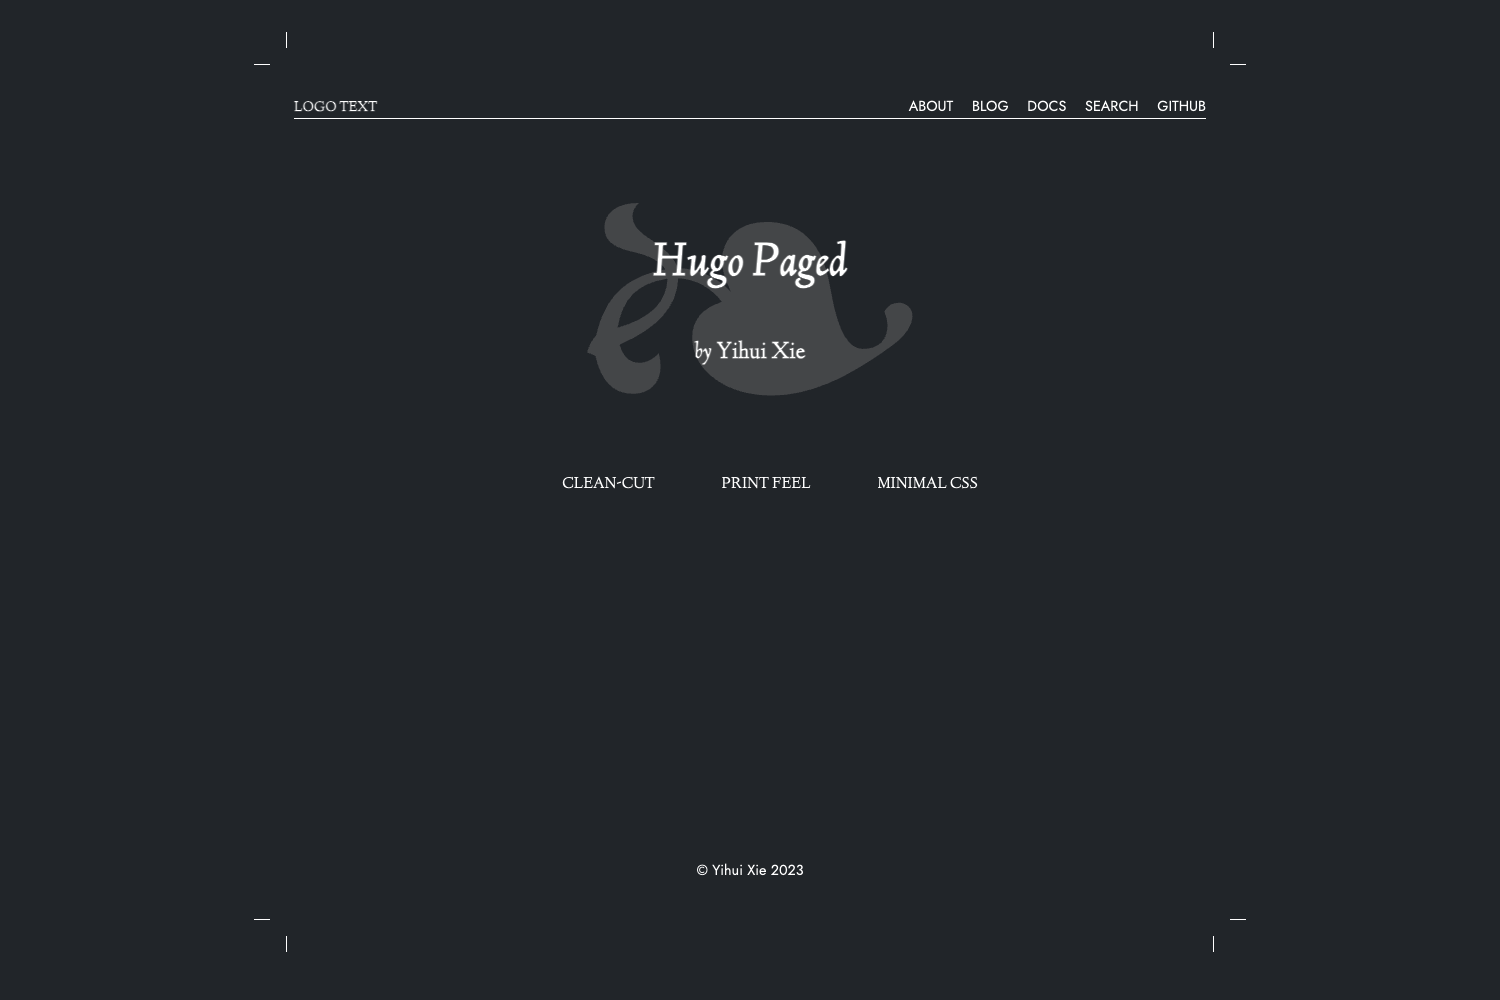 LOGO TEXT ABOUT BLOG DOCS SEARCH GITHUB
Hugo Paged
by Yihui Xie
CLEAN-CUT PRINT FEEL MINIMAL CSS
© Yihui Xie 2023